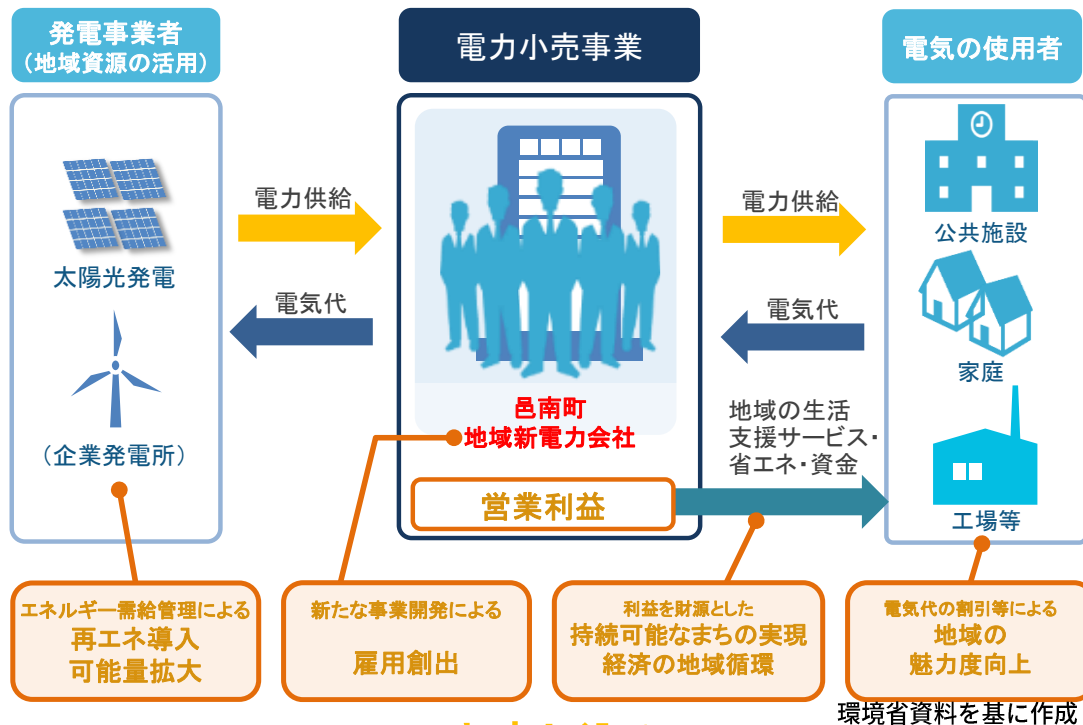 発電事業者
（地域資源の活用）
電力小売事業
電気の使用者
太陽光発電
（企業発電所）
電力供給
電気代
邑南町
地域新電力会社
営業利益
電力供給
電気代
地域の生活
支援サービス・
省エネ・資金
公共施設
家庭
工場等
エネルギー需給管理による
再エネ導入
可能量拡大
新たな事業開発による
雇用創出
利益を財源とした
持続可能なまちの実現
経済の地域循環
電気代の割引等による
地域の
魅力度向上
環境省資料を基に作成